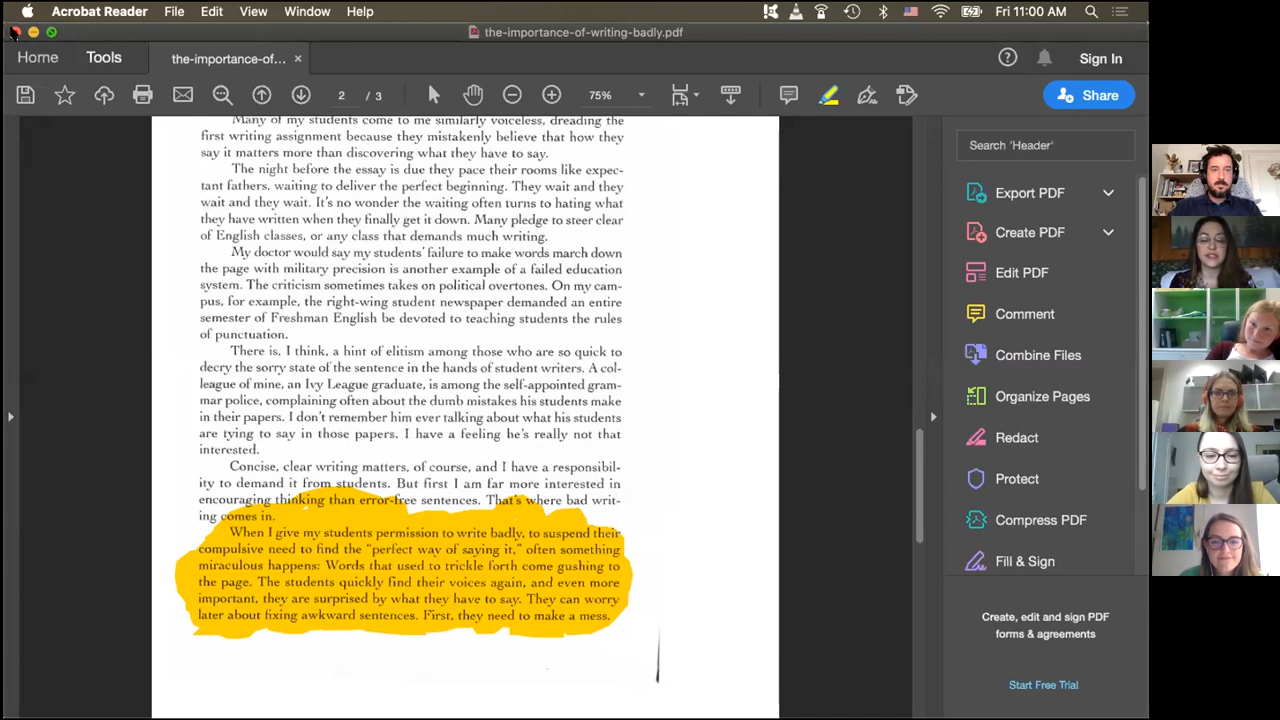 Acrobat Reader File Edit View Window Help Fri 11:00 AM
the-importance-of-writing-badly.pdf
Home Tools the-importance-of... Sign In
2 / 3 75% Share
Many of my students come to me similarly voiceless, dreading the
first writing assignment because they mistakenly believe that how they
say it matters more than discovering what they have to say.
The night before the essay is due they pace their rooms like expec-
tant fathers, waiting to deliver the perfect beginning. They wait and they
wait and they wait. It's no wonder the waiting often turns to hating what
they have written when they finally get it down. Many pledge to steer clear
of English classes, or any class that demands much writing.
My doctor would say my students' failure to make words march down
the page with military precision is another example of a failed education
system. The criticism sometimes takes on political overtones. On my cam-
pus, for example, the right-wing student newspaper demanded an entire
semester of Freshman English be devoted to teaching students the rules
of punctuation.
There is, I think, a hint of elitism among those who are so quick to
decry the sorry state of the sentence in the hands of student writers. A col-
league of mine, an Ivy League graduate, is among the self-appointed gram-
mar police, complaining often about the dumb mistakes his students make
in their papers. I don't remember him ever talking about what his students
are tying to say in those papers. I have a feeling he's really not that
interested.
Concise, clear writing matters, of course, and I have a responsibil-
ity to demand it from students. But first I am far more interested in
encouraging thinking than error-free sentences. That's where bad writ-
ing comes in.
When I give my students permission to write badly, to suspend their
compulsive need to find the "perfect way of saying it," often something
miraculous happens: Words that used to trickle forth come gushing to
the page. The students quickly find their voices again, and even more
important, they are surprised by what they have to say. They can worry
later about fixing awkward sentences. First, they need to make a mess.
Search 'Header'
Export PDF
Create PDF
Edit PDF
Comment
Combine Files
Organize Pages
Redact
Protect
Compress PDF
Fill & Sign
Create, edit and sign PDF
forms & agreements
Start Free Trial